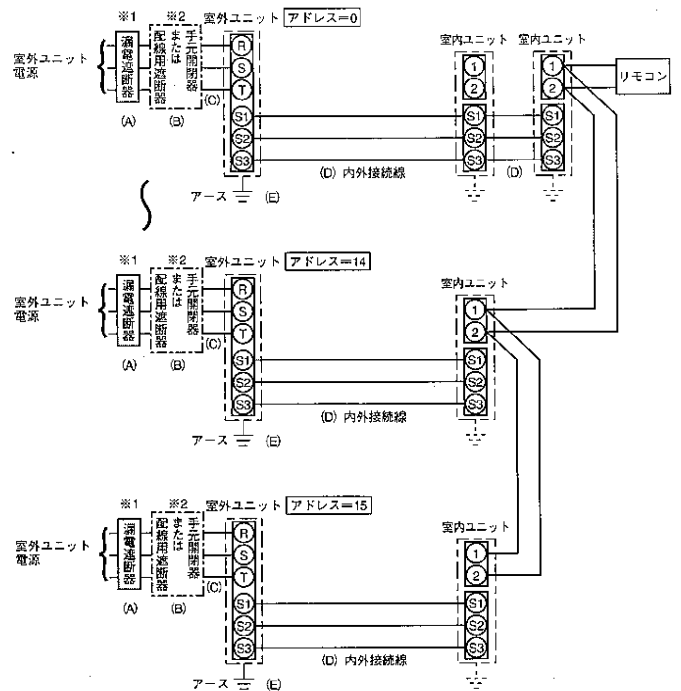 ※1 ※2 室外ユニット アドレス=0
室内ユニット 室内ユニット
室外ユニット
電源
漏電遮断器
配線用遮断器
または
手元開閉器
(A) (B) (C)
R
S
T
S1
S2
S3
1
2
S1
S2
S3
1
2
S1
S2
S3
リモコン
(D) 内外接続線 (D)
アース (E)
※1 ※2 室外ユニット アドレス=14
室内ユニット
室外ユニット
電源
漏電遮断器
配線用遮断器
または
手元開閉器
(A) (B) (C)
R
S
T
S1
S2
S3
1
2
S1
S2
S3
(D) 内外接続線
アース (E)
※1 ※2 室外ユニット アドレス=15
室内ユニット
室外ユニット
電源
漏電遮断器
配線用遮断器
または
手元開閉器
(A) (B) (C)
R
S
T
S1
S2
S3
1
2
S1
S2
S3
(D) 内外接続線
アース (E)